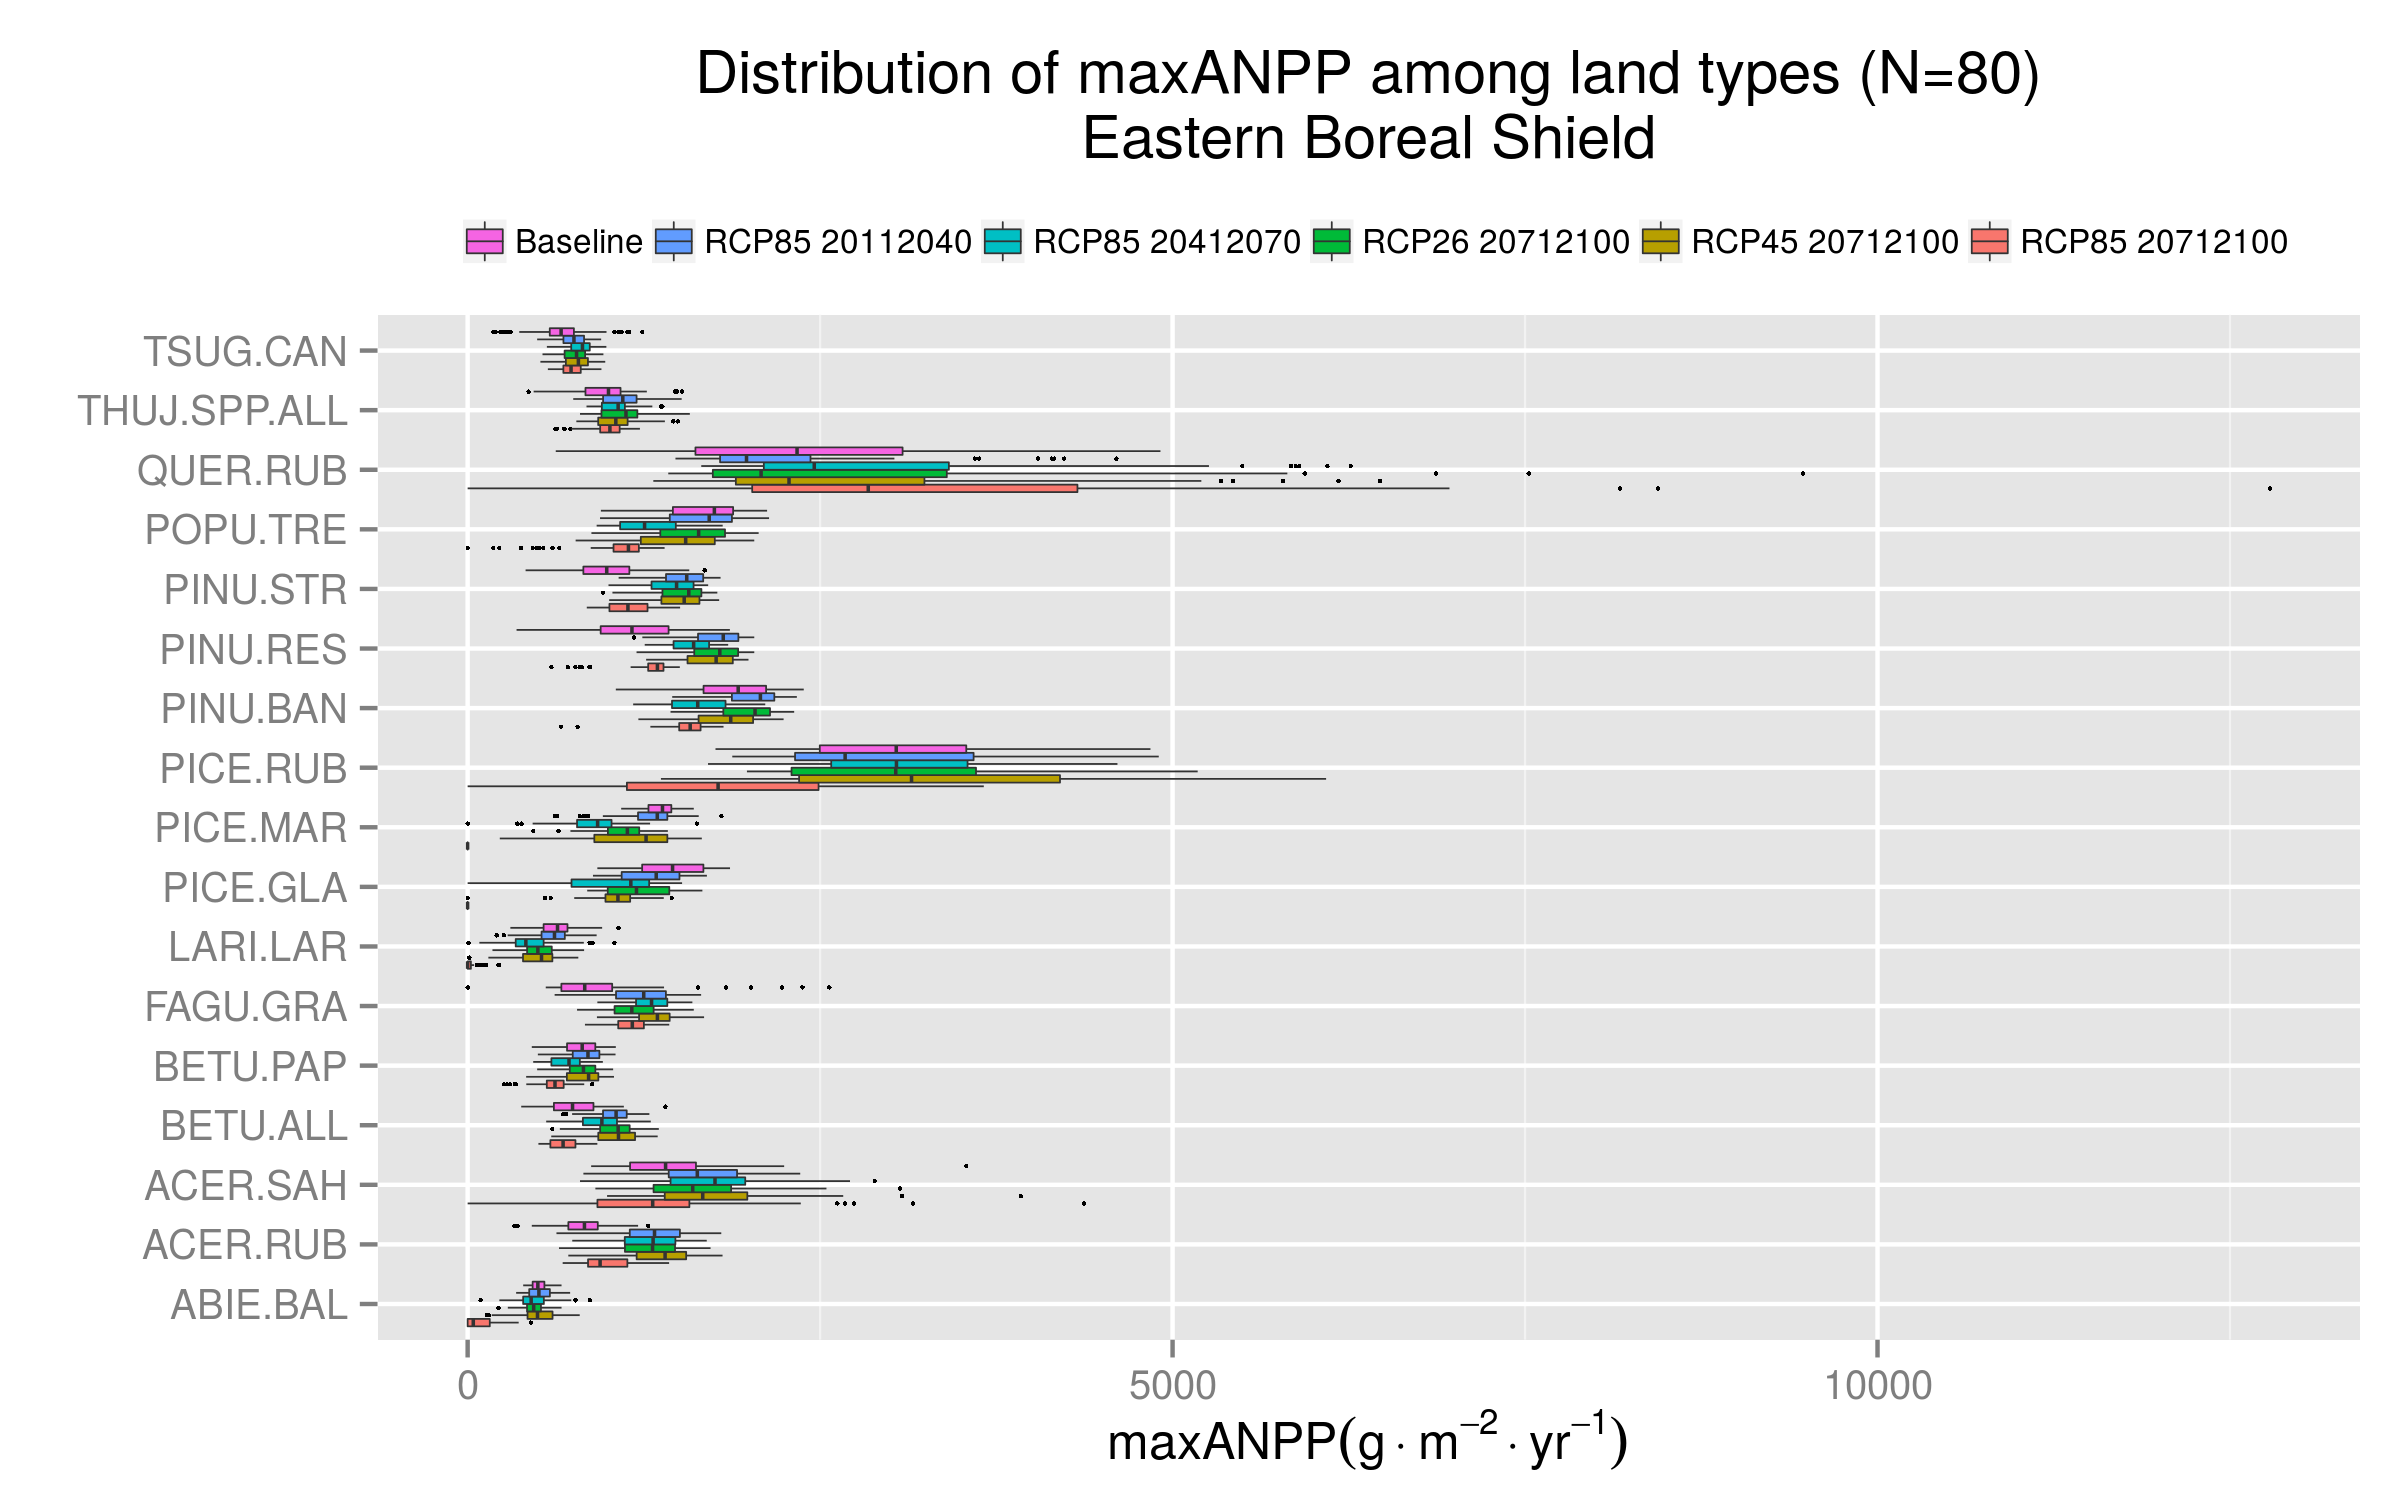 Distribution of maxANPP among land types (N=80)
Eastern Boreal Shield
Baseline RCP85 20112040 RCP85 20412070 RCP26 20712100 RCP45 20712100 RCP85 20712100
TSUG.CAN
THUJ.SPP.ALL
QUER.RUB
POPU.TRE
PINU.STR
PINU.RES
PINU.BAN
PICE.RUB
PICE.MAR
PICE.GLA
LARI.LAR
FAGU.GRA
BETU.PAP
BETU.ALL
ACER.SAH
ACER.RUB
ABIE.BAL
0 5000 10000
maxANPP(g·m⁻²·yr⁻¹)